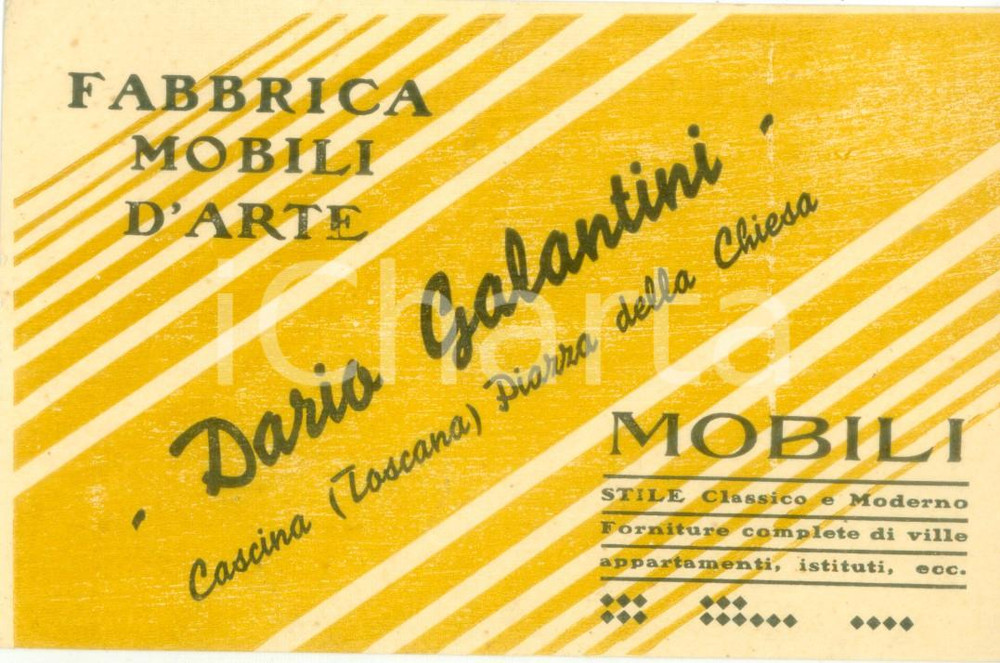 FABBRICA
MOBILI
D'ARTE
- Dario Galantini -
Cascina (Toscana) Piazza della Chiesa
iCharta
MOBILI
STILE Classico e Moderno
Forniture complete di ville
appartamenti, istituti, ecc.